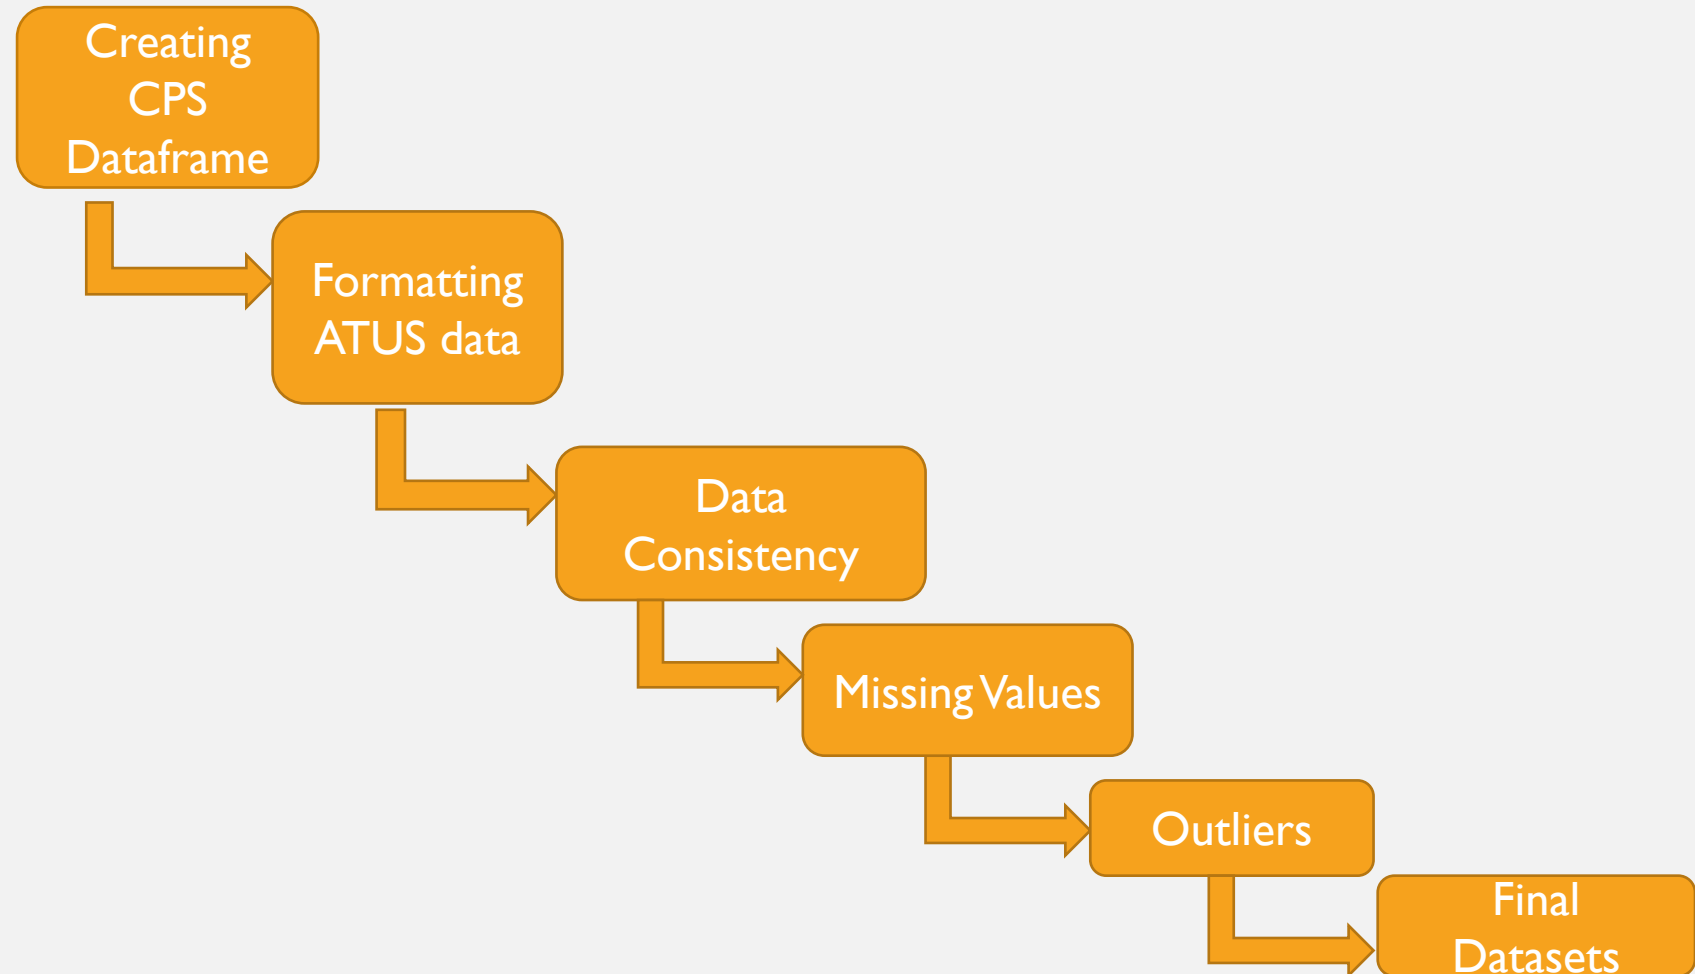 Creating
CPS
Dataframe
Formatting
ATUS data
Data
Consistency
Missing Values
Outliers
Final
Datasets